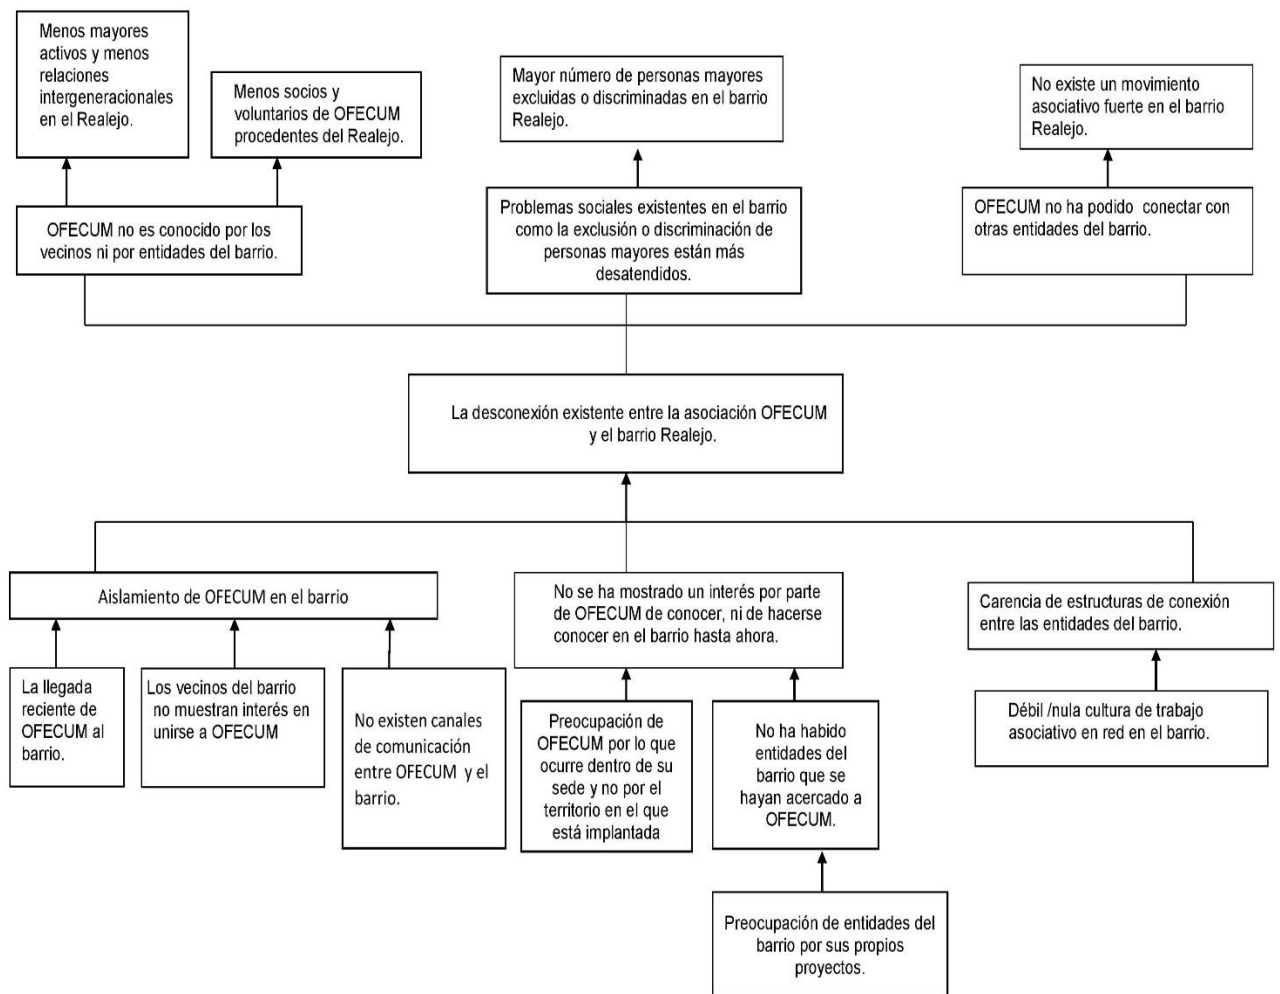 Menos mayores
activos y menos
relaciones
intergeneracionales
en el Realejo.
Menos socios y
voluntarios de OFECUM
procedentes del Realejo.
Mayor número de personas mayores
excluidas o discriminadas en el barrio
Realejo.
No existe un movimiento
asociativo fuerte en el barrio
Realejo.
OFECUM no es conocido por los
vecinos ni por entidades del barrio.
Problemas sociales existentes en el barrio
como la exclusión o discriminación de
personas mayores están más
desatendidos.
OFECUM no ha podido conectar con
otras entidades del barrio.
La desconexión existente entre la asociación OFECUM
y el barrio Realejo.
Aislamiento de OFECUM en el barrio
No se ha mostrado un interés por parte
de OFECUM de conocer, ni de hacerse
conocer en el barrio hasta ahora.
Carencia de estructuras de conexión
entre las entidades del barrio.
La llegada
reciente de
OFECUM al
barrio.
Los vecinos del barrio
no muestran interés en
unirse a OFECUM
No existen canales
de comunicación
entre OFECUM y el
barrio.
Preocupación de
OFECUM por lo que
ocurre dentro de su
sede y no por el
territorio en el que
está implantada
No ha habido
entidades del
barrio que se
hayan acercado a
OFECUM.
Débil /nula cultura de trabajo
asociativo en red en el barrio.
Preocupación de entidades del
barrio por sus propios
proyectos.